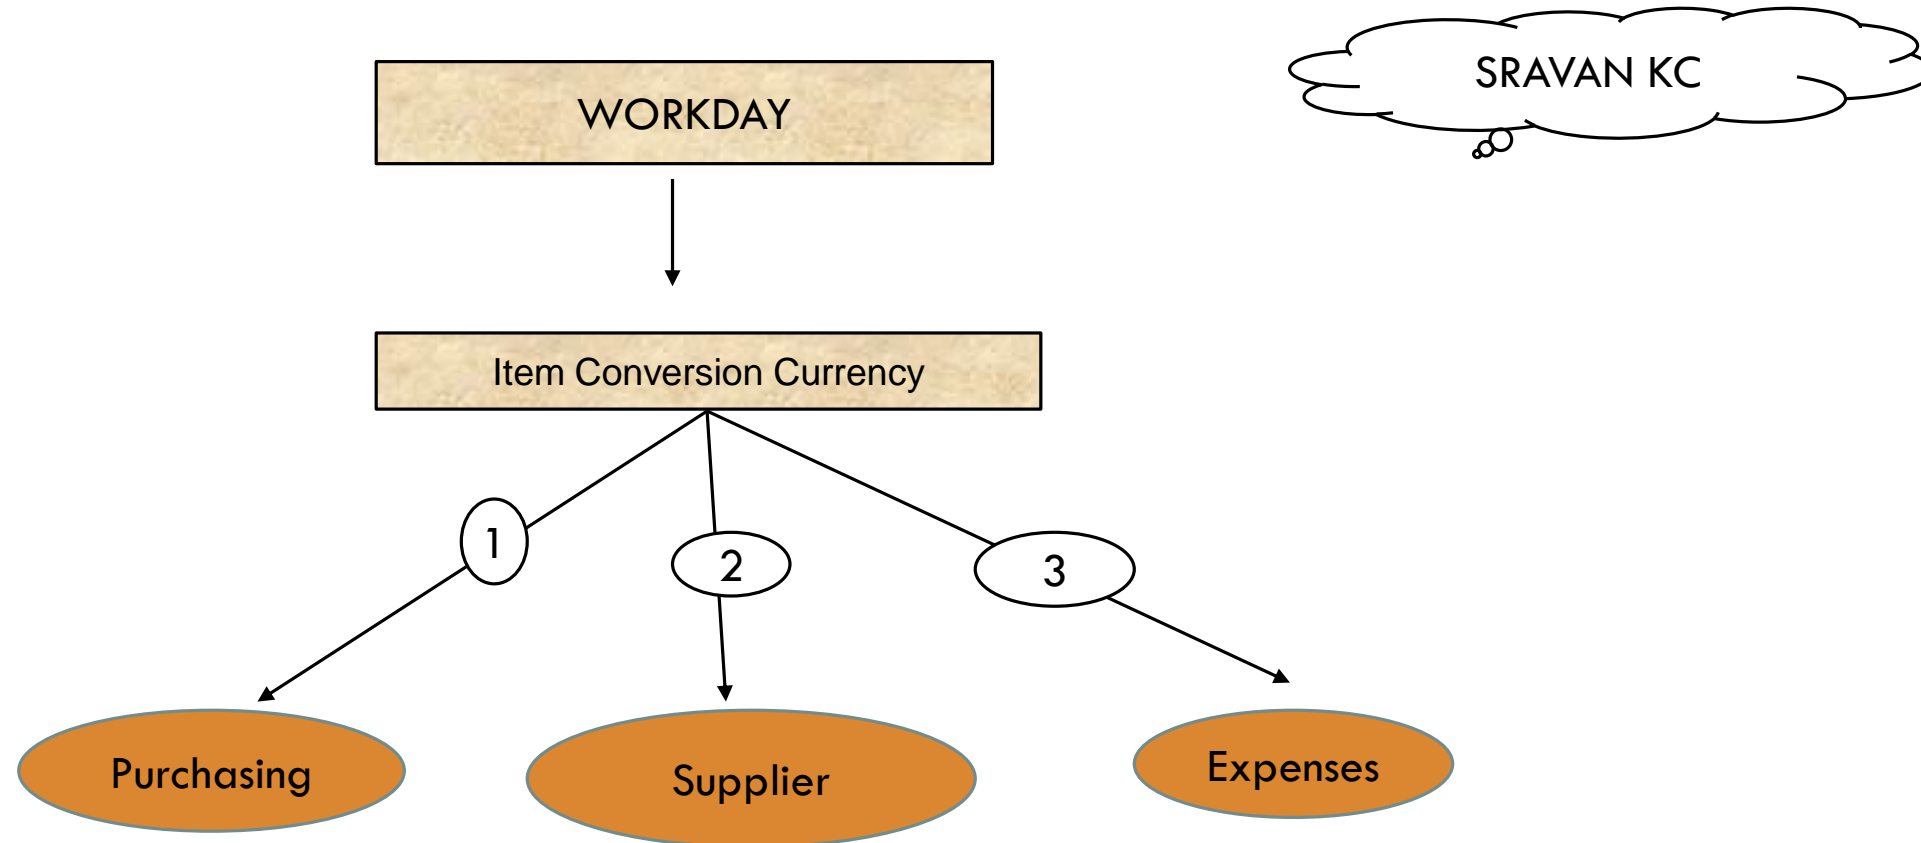 WORKDAY
SRAVAN KC
Item Conversion Currency
1
2
3
Purchasing
Supplier
Expenses